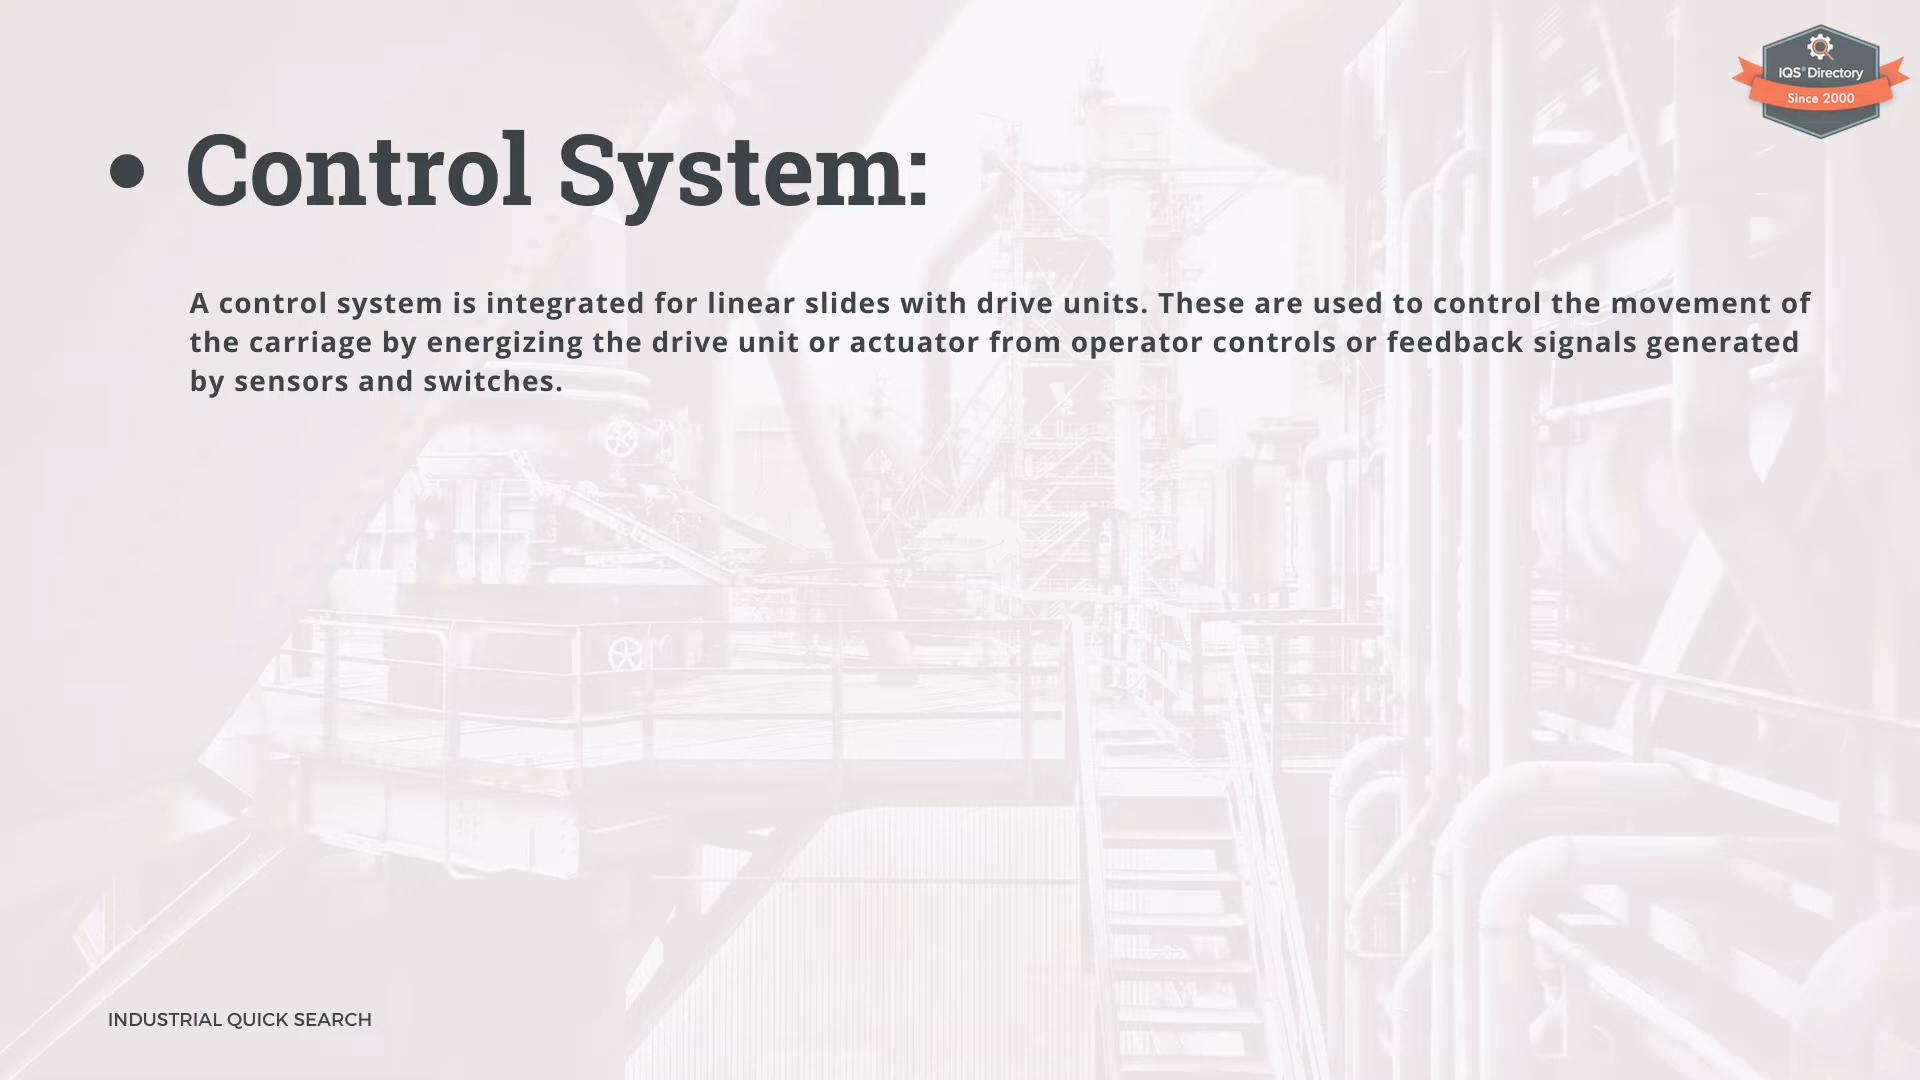 IQS® Directory
Since 2000
• Control System:
A control system is integrated for linear slides with drive units. These are used to control the movement of
the carriage by energizing the drive unit or actuator from operator controls or feedback signals generated
by sensors and switches.
INDUSTRIAL QUICK SEARCH